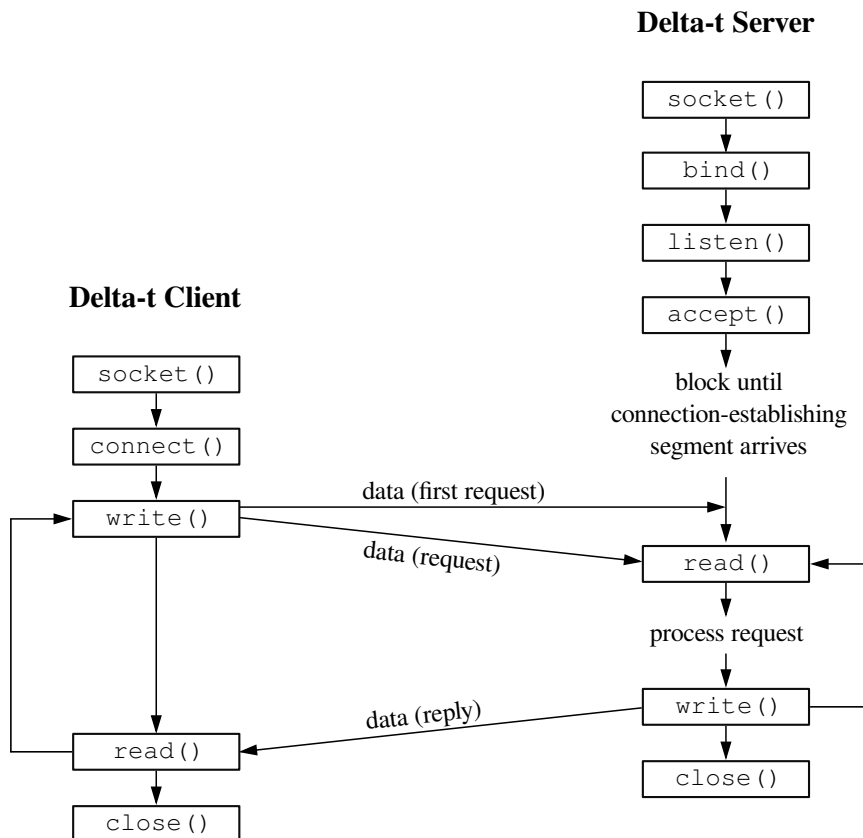 Delta-t Server
socket()
bind()
listen()
accept()
block until
connection-establishing
segment arrives
read()
process request
write()
close()
Delta-t Client
socket()
connect()
write()
read()
close()
data (first request)
data (request)
data (reply)